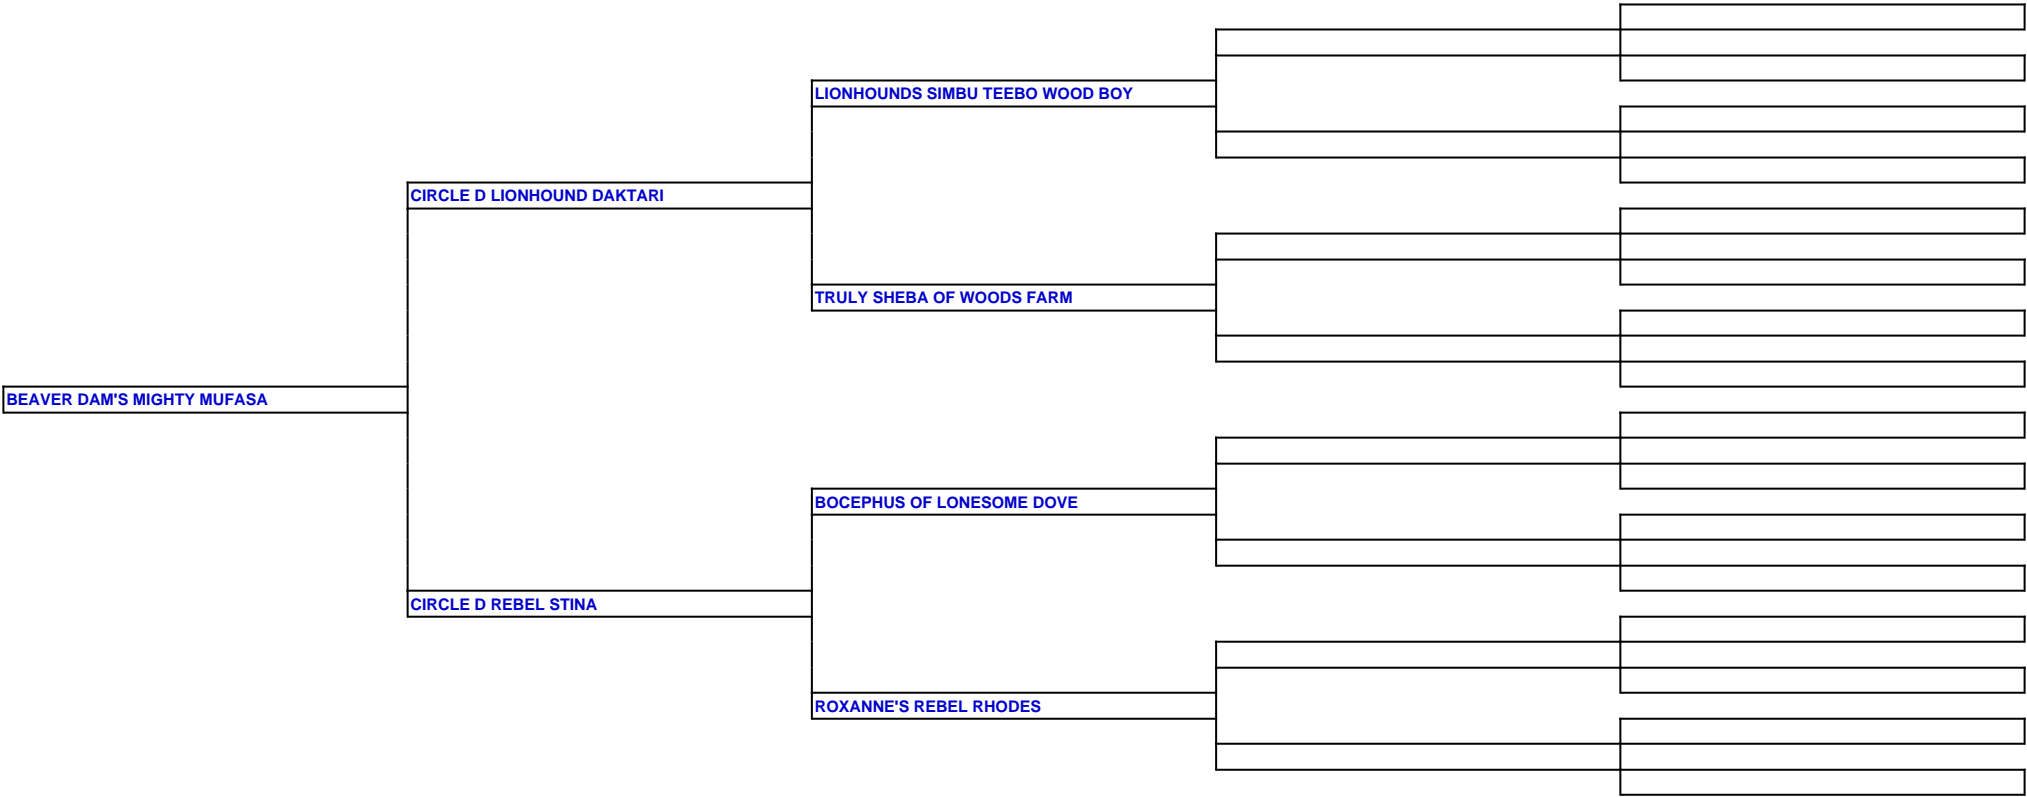 LIONHOUNDS SIMBU TEEBO WOOD BOY
CIRCLE D LIONHOUND DAKTARI
TRULY SHEBA OF WOODS FARM
BEAVER DAM'S MIGHTY MUFASA
BOCEPHUS OF LONESOME DOVE
CIRCLE D REBEL STINA
ROXANNE'S REBEL RHODES